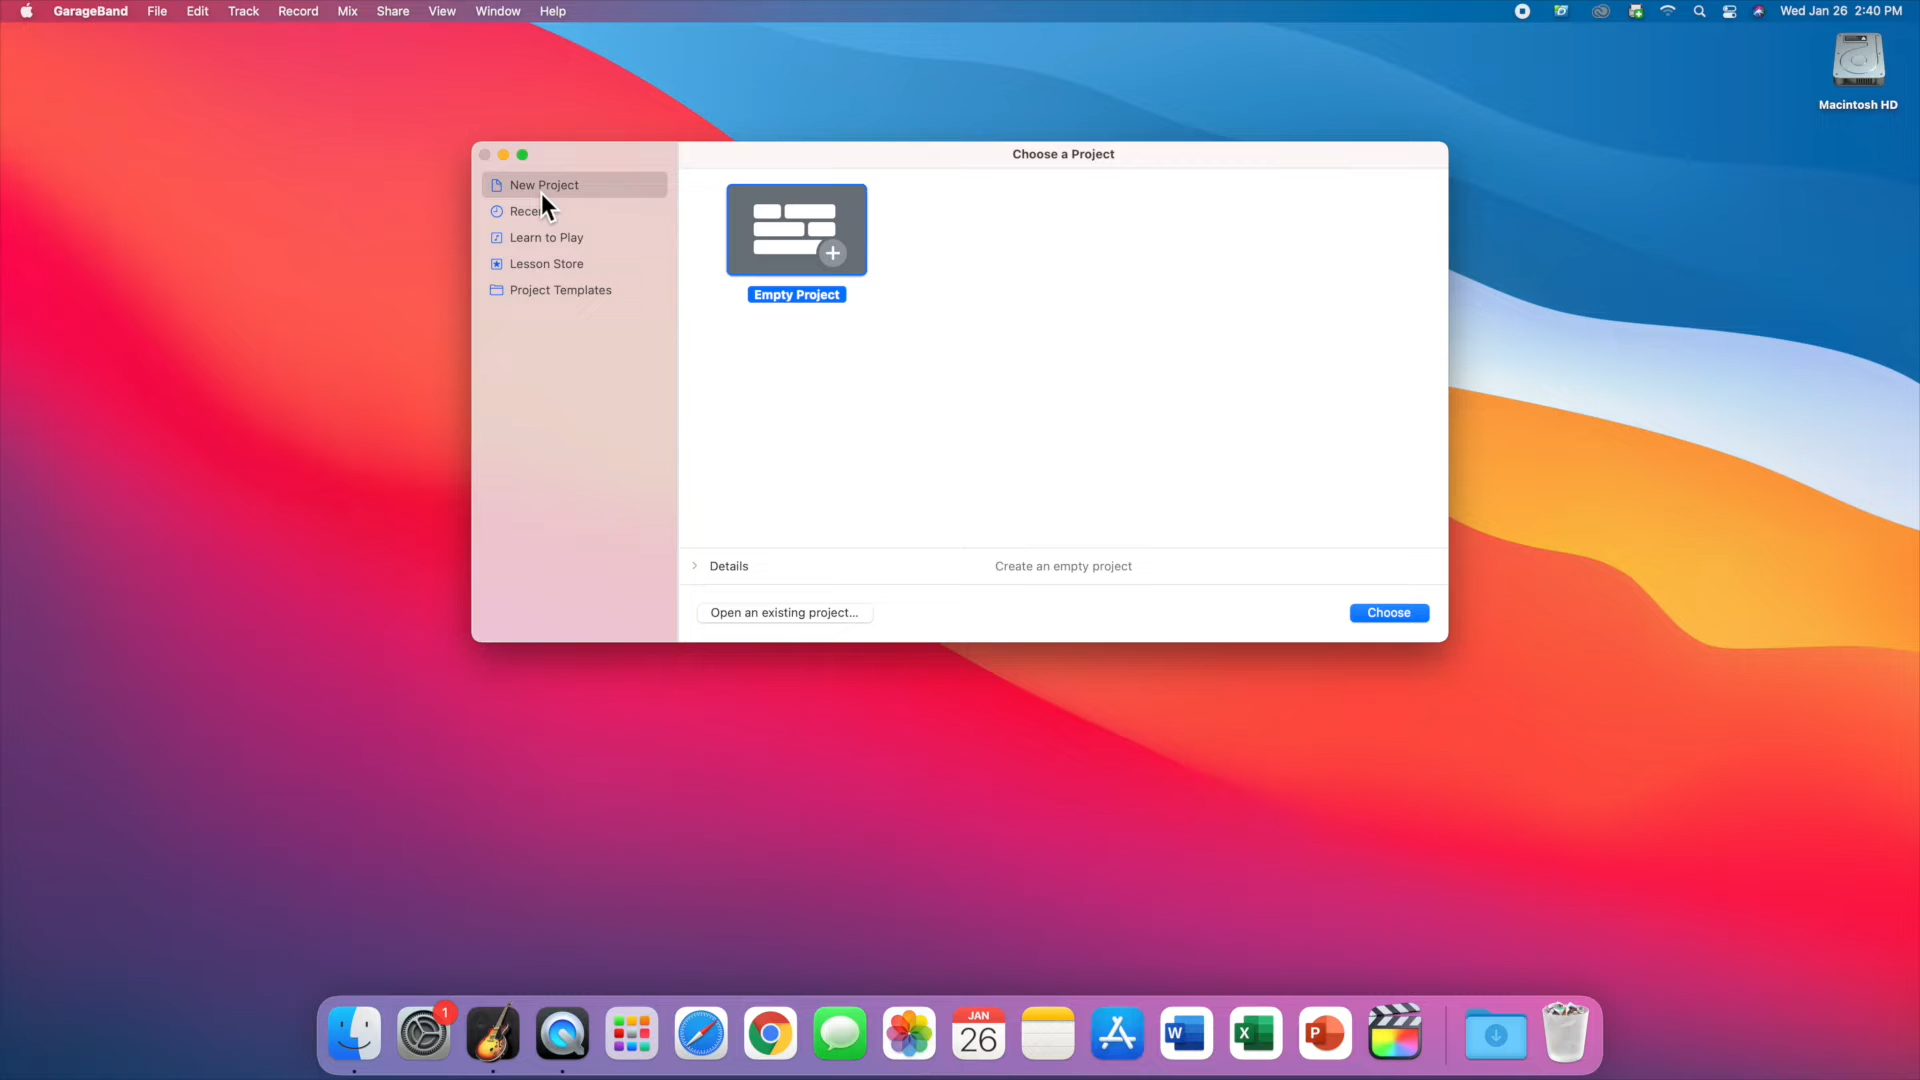 GarageBand File Edit Track Record Mix Share View Window Help
Wed Jan 26 2:40 PM
Macintosh HD
Choose a Project
New Project
Learn to Play
Lesson Store
Project Templates
Empty Project
Details
Create an empty project
Open an existing project...
Choose
1
JAN
26
W
X
P